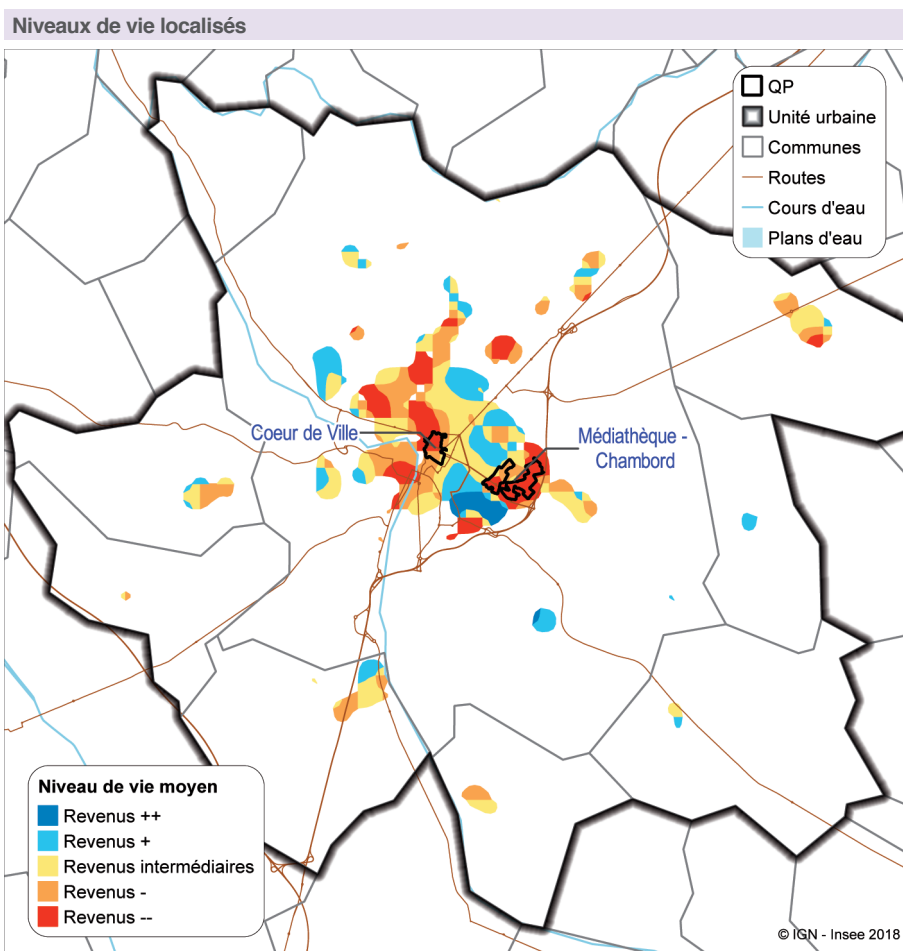 Niveaux de vie localisés
QP
Unité urbaine
Communes
Routes
Cours d'eau
Plans d'eau
Coeur de Ville
Médiathèque -
Chambord
Niveau de vie moyen
Revenus ++
Revenus +
Revenus intermédiaires
Revenus -
Revenus --
© IGN - Insee 2018